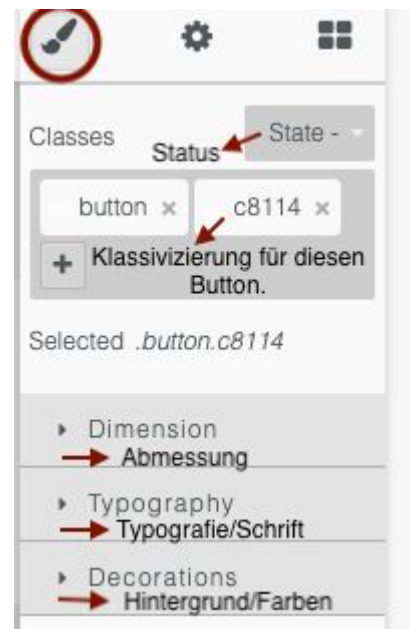 Classes
Status
State -
button ×
c8114 ×
+ Klassivizierung für diesen
Button.
Selected .button.c8114
Dimension
Abmessung
Typography
Typografie/Schrift
Decorations
Hintergrund/Farben